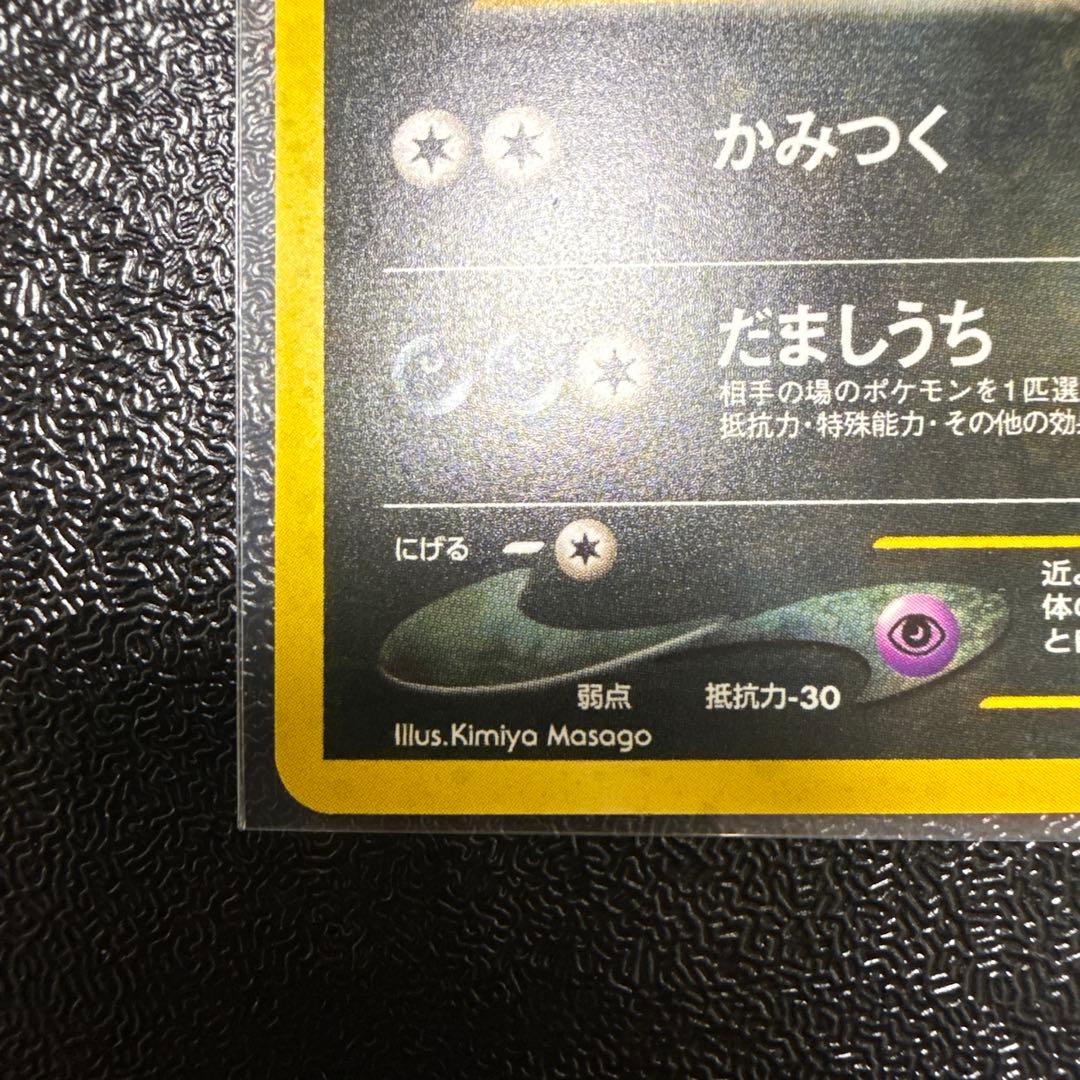 かみつく
だましうち
相手の場のポケモンを1匹選
抵抗力・特殊能力・その他の効
にげる
近
体の
と
弱点
抵抗力-30
Illus.Kimiya Masago